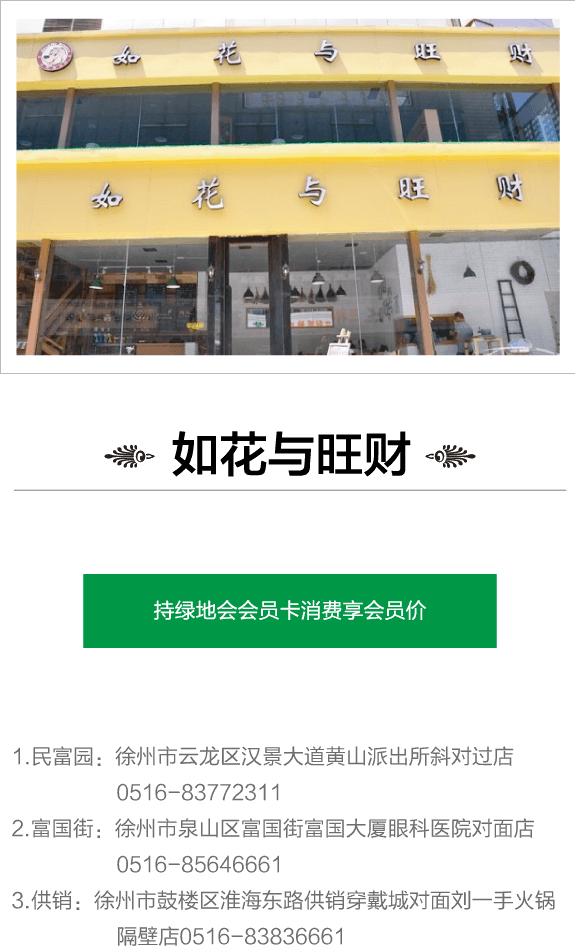 如花与旺财
如花与旺财
如花与旺财
持绿地会会员卡消费享会员价
1.民富园：徐州市云龙区汉景大道黄山派出所斜对过店
0516-83772311
2.富国街：徐州市泉山区富国街富国大厦眼科医院对面店
0516-85646661
3.供销：徐州市鼓楼区淮海东路供销穿戴城对面刘一手火锅
隔壁店0516-83836661